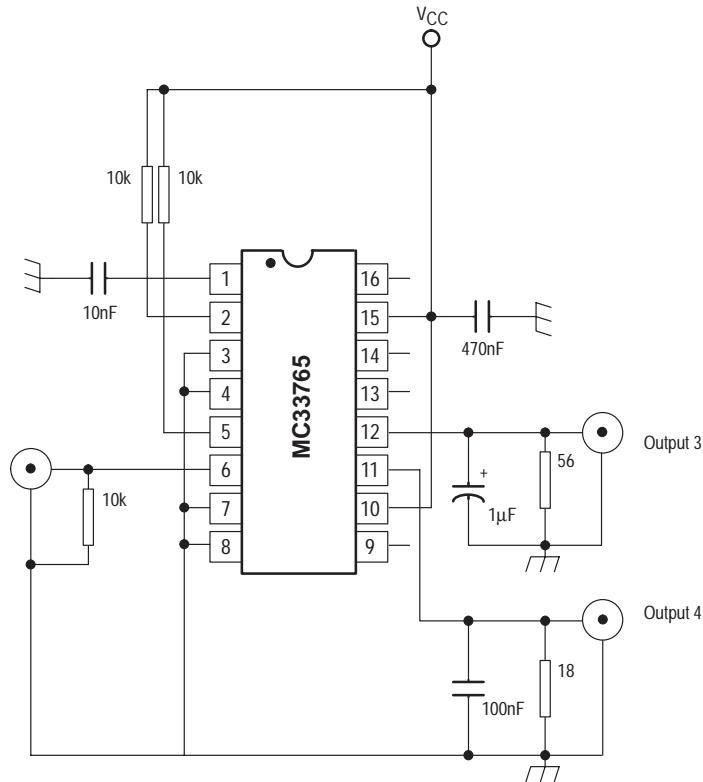 VCC
10k 10k
1 16
10nF
2 15
470nF
3 14
4 13
MC33765
5 12
Output 3
6 11
56
10k
+
1µF
7 10
8 9
Output 4
18
100nF